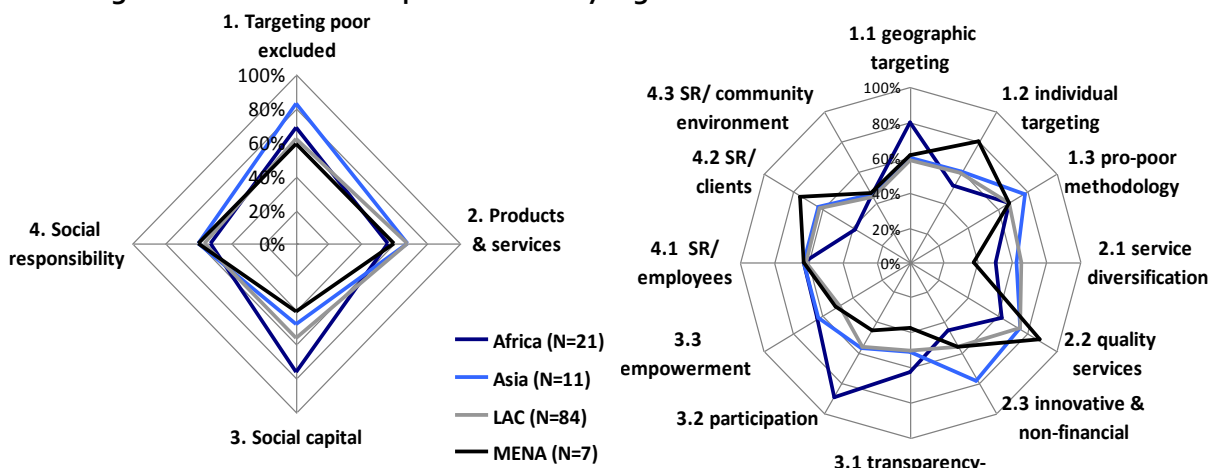 1. Targeting poor
excluded
100%
80%
60%
40%
20%
0%
2. Products
& services
3. Social capital
4. Social
responsibility
Africa (N=21)
Asia (N=11)
LAC (N=84)
MENA (N=7)
1.1 geographic
targeting
100%
80%
60%
40%
20%
0%
1.2 individual
targeting
1.3 pro-poor
methodology
2.1 service
diversification
2.2 quality
services
2.3 innovative &
non-financial
3.1 transparency-
3.2 participation
3.3
empowerment
4.1 SR/
employees
4.2 SR/
clients
4.3 SR/ community
environment